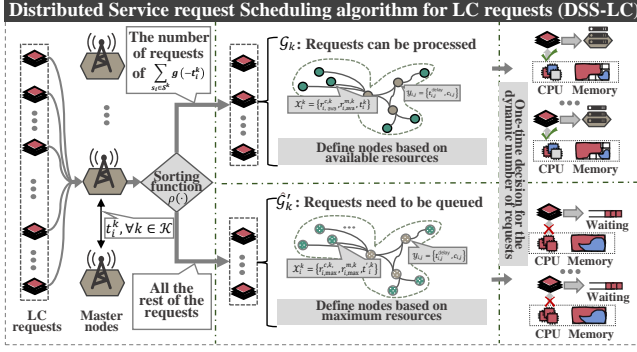 Distributed Service request Scheduling algorithm for LC requests (DSS-LC)
The number
of requests
of ∑ g(−t_i^k)
s_i∈S^k
Sorting
function
ρ(·)
t_i^k, ∀k ∈ K
All the
rest of the
requests
LC
requests
Master
nodes
G_k: Requests can be processed
Define nodes based on
available resources
Ĝ'_k: Requests need to be queued
Define nodes based on
maximum resources
One-time decision for the
dynamic number of requests
CPU Memory
CPU Memory
Waiting
CPU Memory
Waiting
CPU Memory